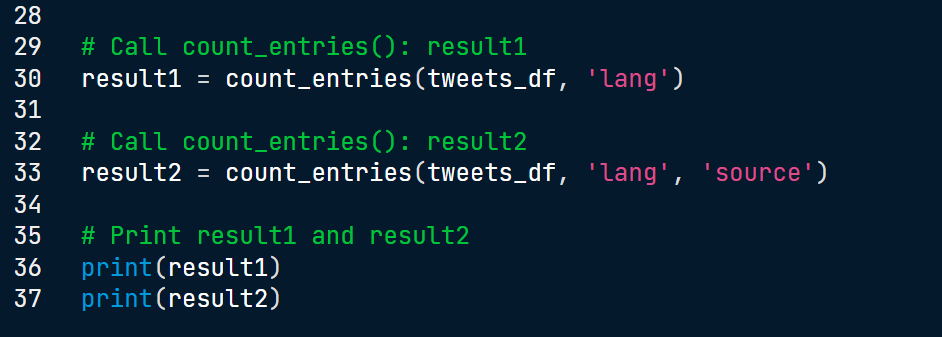 28
29 # Call count_entries(): result1
30 result1 = count_entries(tweets_df, 'lang')
31
32 # Call count_entries(): result2
33 result2 = count_entries(tweets_df, 'lang', 'source')
34
35 # Print result1 and result2
36 print(result1)
37 print(result2)